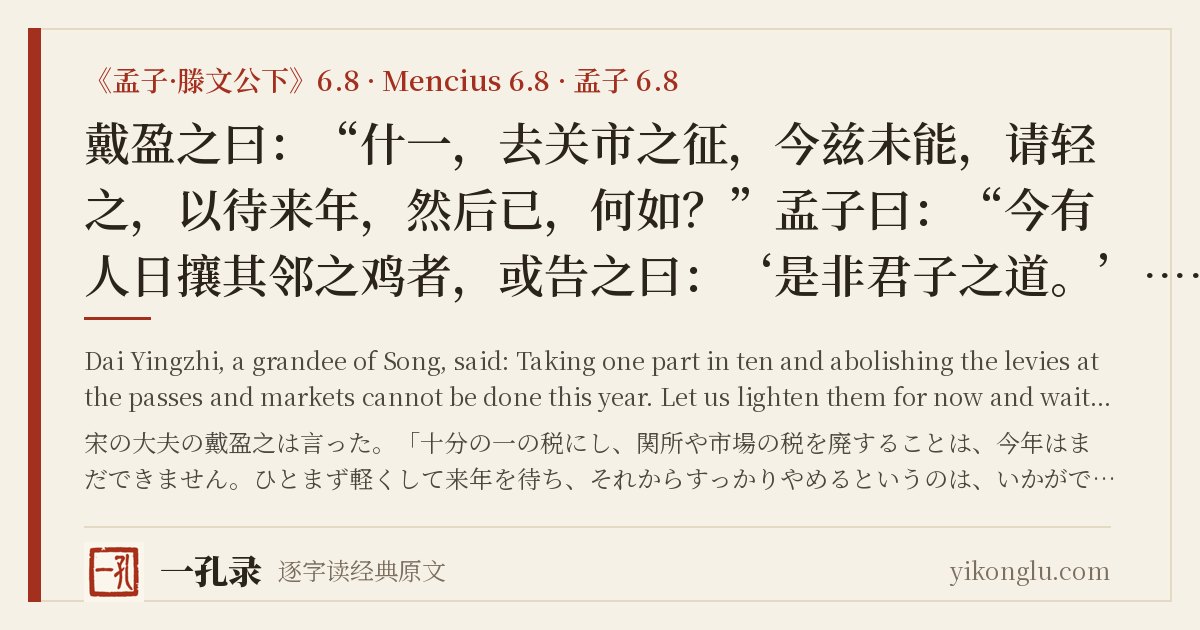 《孟子·滕文公下》6.8 · Mencius 6.8 · 孟子 6.8
戴盈之曰：“什一，去关市之征，今兹未能，请轻
之，以待来年，然后已，何如？”孟子曰：“今有
人日攘其邻之鸡者，或告之曰：‘是非君子之道。’……
Dai Yingzhi, a grandee of Song, said: Taking one part in ten and abolishing the levies at
the passes and markets cannot be done this year. Let us lighten them for now and wait…
宋の大夫の戴盈之は言った。「十分の一の税にし、関所や市場の税を廃することは、今年はま
だできません。ひとまず軽くして来年を待ち、それからすっかりやめるというのは、いかがで…
一孔
一孔录 逐字读经典原文
yikonglu.com